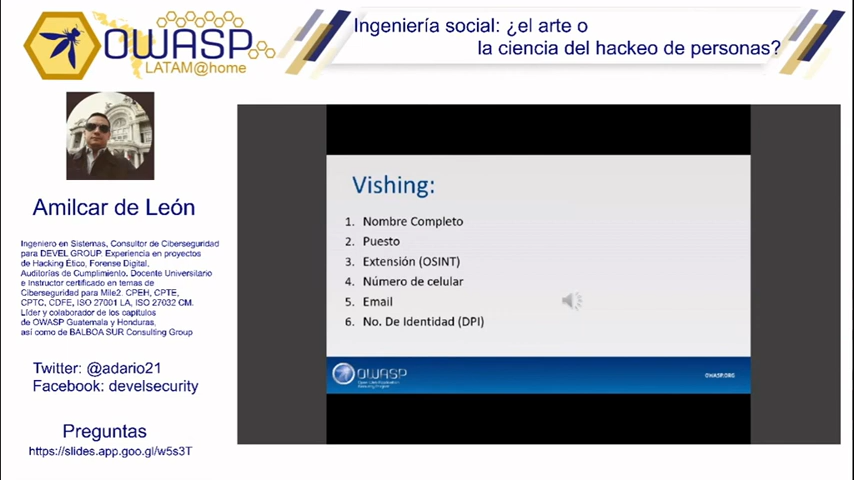 OWASP
LATAM@home
Ingeniería social: ¿el arte o
la ciencia del hackeo de personas?
Amilcar de León
Ingeniero en Sistemas, Consultor de Ciberseguridad
para DEVEL GROUP. Experiencia en proyectos
de Hacking Ético, Forense Digital,
Auditorías de Cumplimiento. Docente Universitario
e Instructor certificado en temas de
Ciberseguridad para Mile2. CPEH, CPTE,
CPTC, CDFE, ISO 27001 LA, ISO 27032 CM.
Líder y colaborador de los capítulos
de OWASP Guatemala y Honduras,
así como de BALBOA SUR Consulting Group
Twitter: @adario21
Facebook: develsecurity
Preguntas
https://slides.app.goo.gl/w5s3T
Vishing:
1. Nombre Completo
2. Puesto
3. Extensión (OSINT)
4. Número de celular
5. Email
6. No. De Identidad (DPI)
OWASP
OWASP.ORG